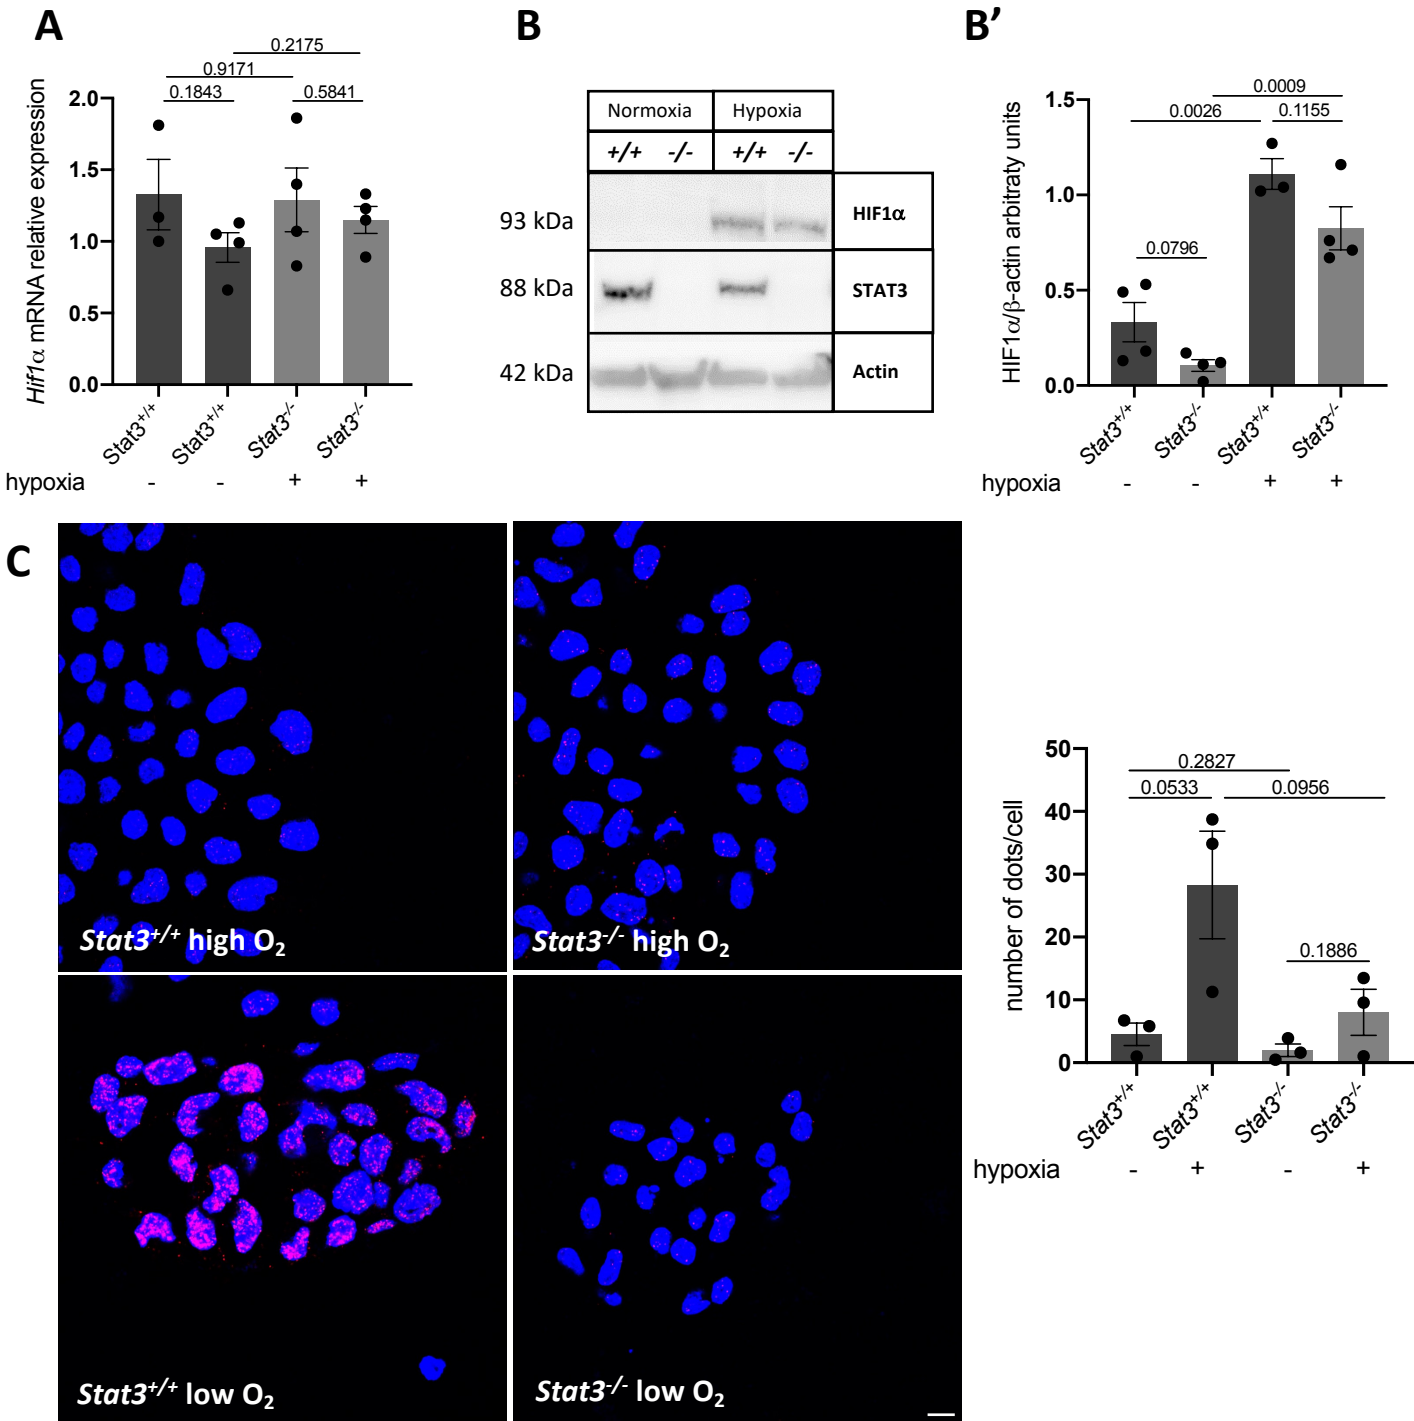 A
0.2175
0.9171
0.1843
0.5841
Hif1α mRNA relative expression
2.0
1.5
1.0
0.5
0.0
Stat3+/+
Stat3+/+
Stat3-/-
Stat3-/-
hypoxia - - + +
B
Normoxia Hypoxia
+/+ -/- +/+ -/-
93 kDa HIF1α
88 kDa STAT3
42 kDa Actin
B’
0.0009
0.0026 0.1155
0.0796
HIF1α/β-actin arbitraty units
1.5
1.0
0.5
0.0
Stat3+/+
Stat3-/-
Stat3+/+
Stat3-/-
hypoxia - - + +
C
Stat3+/+ high O2
Stat3-/- high O2
Stat3+/+ low O2
Stat3-/- low O2
0.2827
0.0533 0.0956
0.1886
number of dots/cell
50
40
30
20
10
0
Stat3+/+
Stat3+/+
Stat3-/-
Stat3-/-
hypoxia - + - +